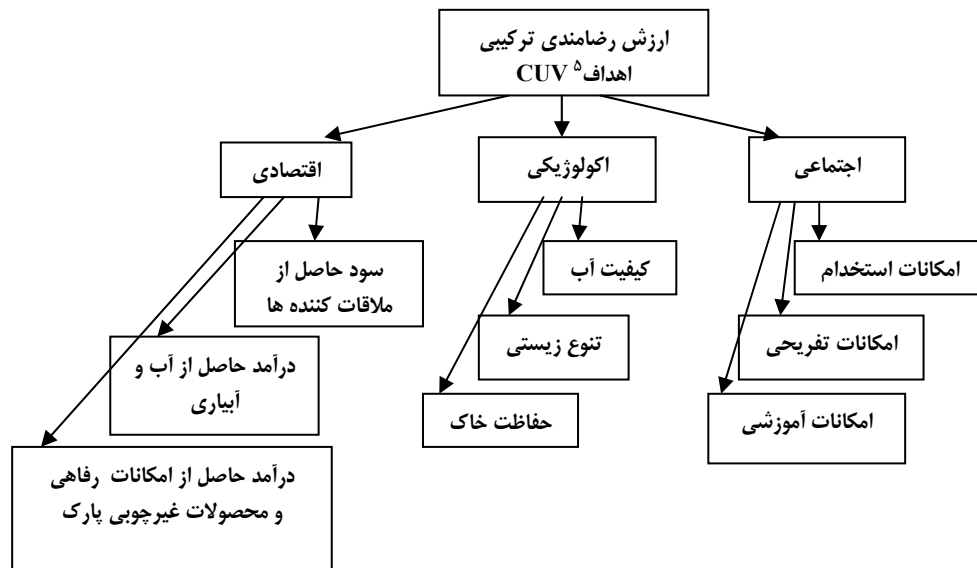 ارزش رضامندی ترکیبی
اهداف⁵ CUV
اجتماعی
اکولوژیکی
اقتصادی
امکانات استخدام
کیفیت آب
سود حاصل از
ملاقات کننده ها
امکانات تفریحی
تنوع زیستی
درآمد حاصل از آب و
آبیاری
امکانات آموزشی
حفاظت خاک
درآمد حاصل از امکانات رفاهی
و محصولات غیرچوبی پارک